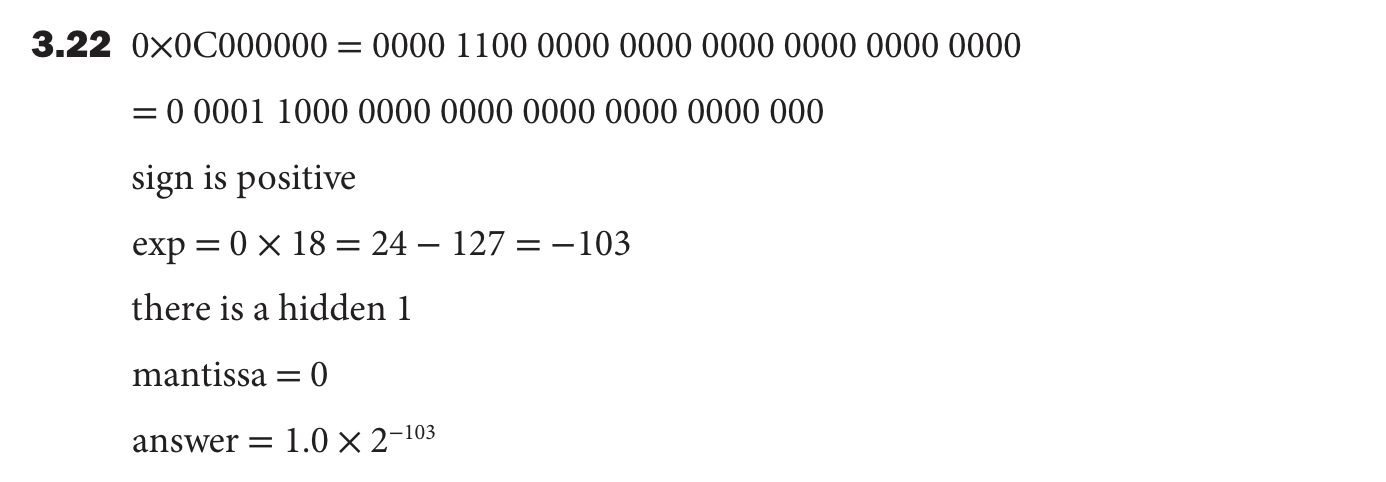 3.22 0×0C000000 = 0000 1100 0000 0000 0000 0000 0000 0000
= 0 0001 1000 0000 0000 0000 0000 0000 000
sign is positive
exp = 0 × 18 = 24 − 127 = −103
there is a hidden 1
mantissa = 0
answer = 1.0 × 2⁻¹⁰³